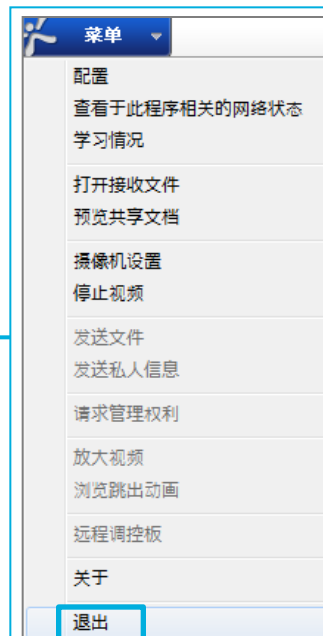 菜单
配置
查看于此程序相关的网络状态
学习情况
打开接收文件
预览共享文档
摄像机设置
停止视频
发送文件
发送私人信息
请求管理权利
放大视频
浏览跳出动画
远程调控板
关于
退出